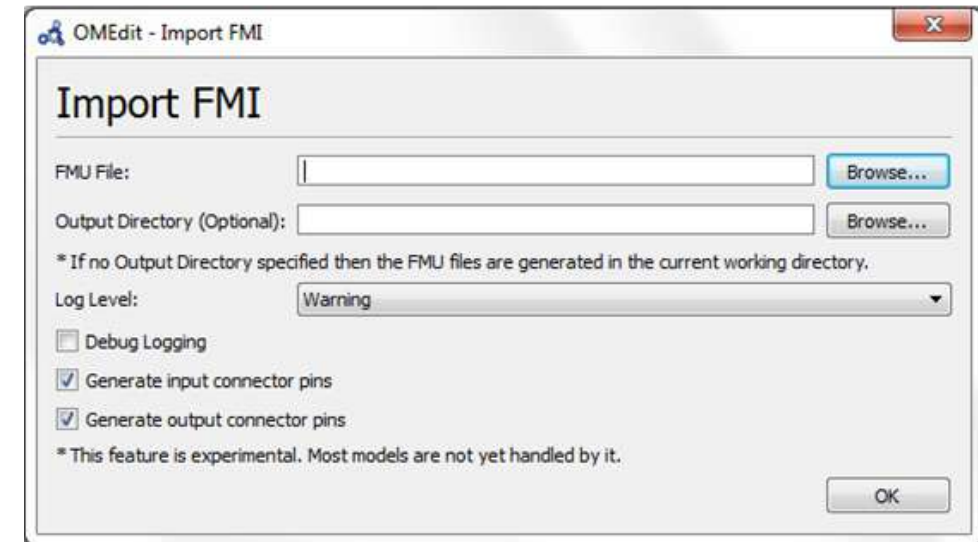 OMEdit - Import FMI
Import FMI
FMU File:
Browse...
Output Directory (Optional):
Browse...
* If no Output Directory specified then the FMU files are generated in the current working directory.
Log Level:
Warning
Debug Logging
Generate input connector pins
Generate output connector pins
* This feature is experimental. Most models are not yet handled by it.
OK